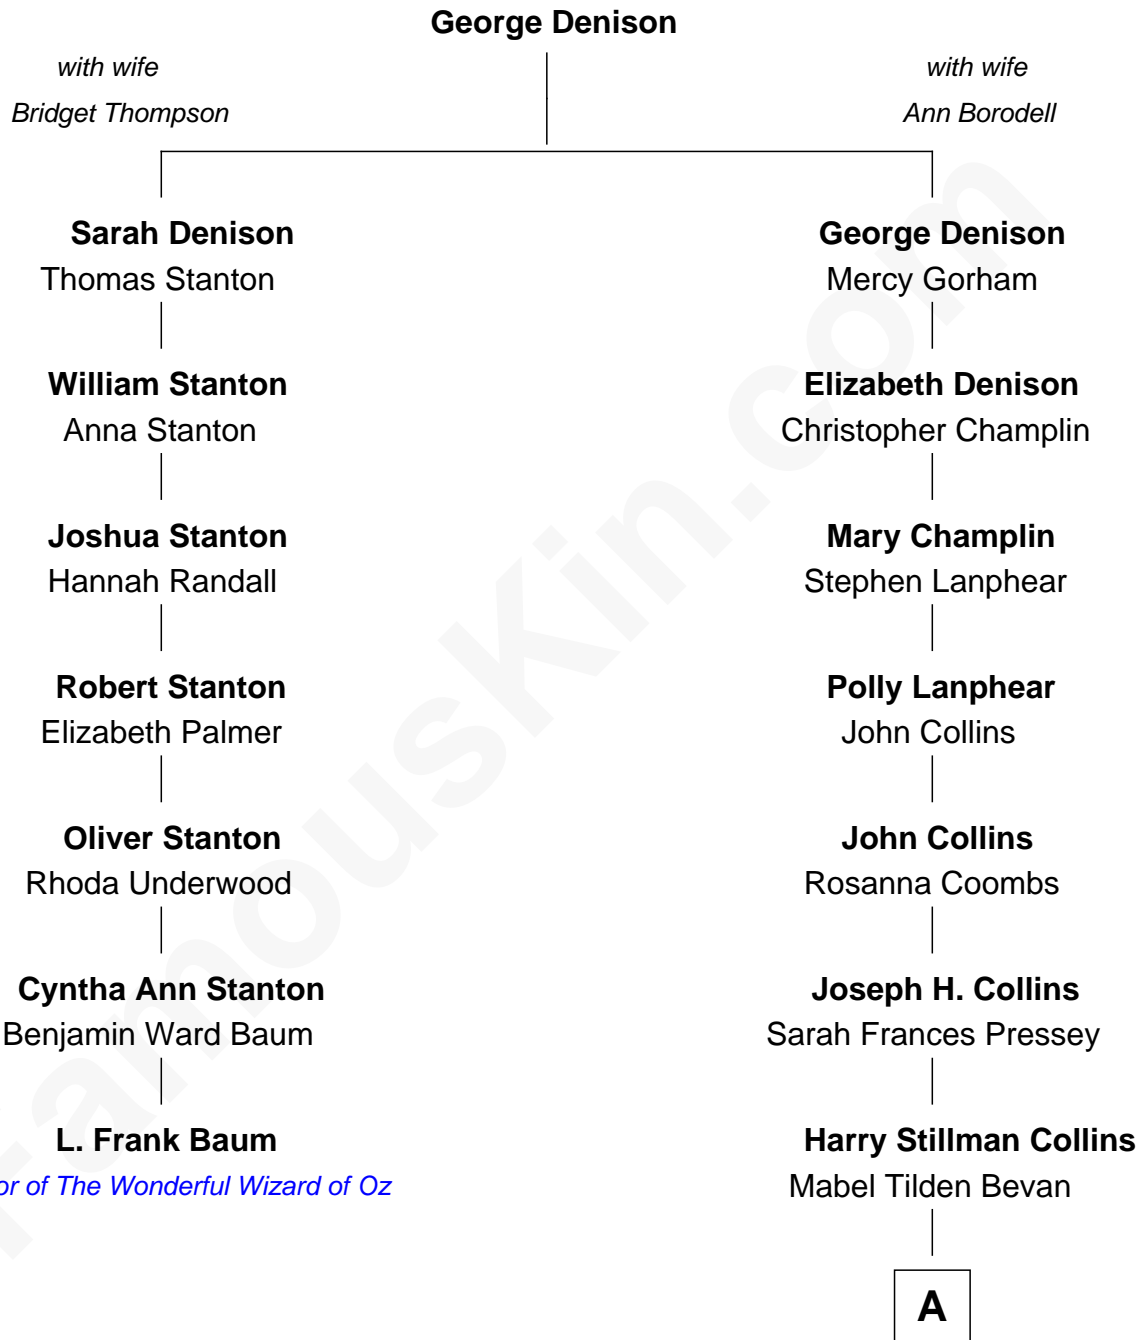 George Denison
with wife
Bridget Thompson
with wife
Ann Borodell
Sarah Denison
Thomas Stanton
George Denison
Mercy Gorham
William Stanton
Anna Stanton
Elizabeth Denison
Christopher Champlin
Joshua Stanton
Hannah Randall
Mary Champlin
Stephen Lanphear
Robert Stanton
Elizabeth Palmer
Polly Lanphear
John Collins
Oliver Stanton
Rhoda Underwood
John Collins
Rosanna Coombs
Cyntha Ann Stanton
Benjamin Ward Baum
Joseph H. Collins
Sarah Frances Pressey
L. Frank Baum
or of The Wonderful Wizard of Oz
Harry Stillman Collins
Mabel Tilden Bevan
A
FamousKin.com